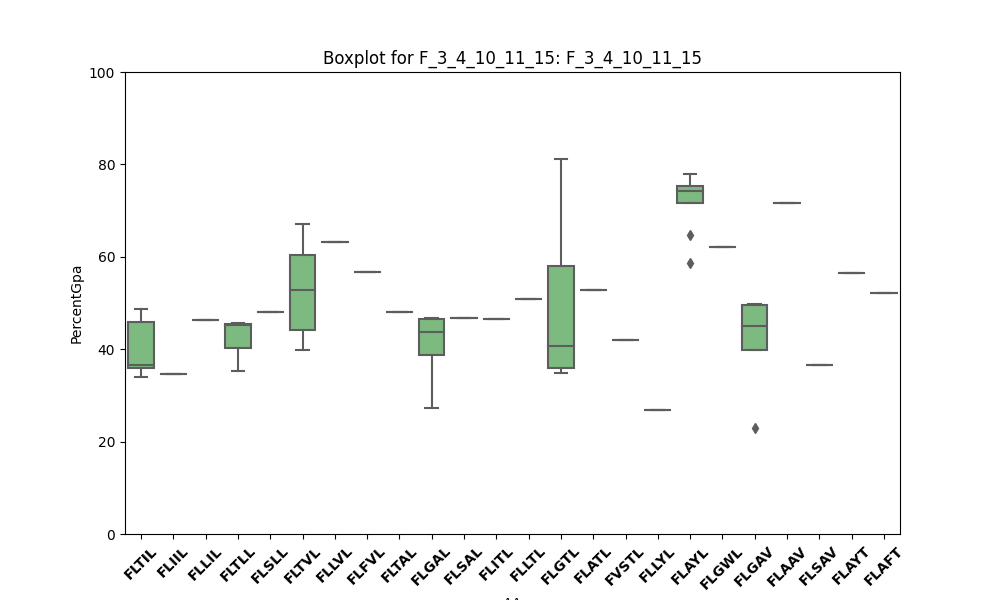 Boxplot for F_3_4_10_11_15: F_3_4_10_11_15
100
80
60
40
20
0
PercentGpa
FLTIL
FLIIL
FLLIL
FLTLL
FLSLL
FLTVL
FLLVL
FLFVL
FLTAL
FLGAL
FLSAL
FLITL
FLLTL
FLGTL
FLATL
FVSTL
FLLYL
FLAYL
FLGWL
FLGAV
FLAAV
FLSAV
FLAYT
FLAFT